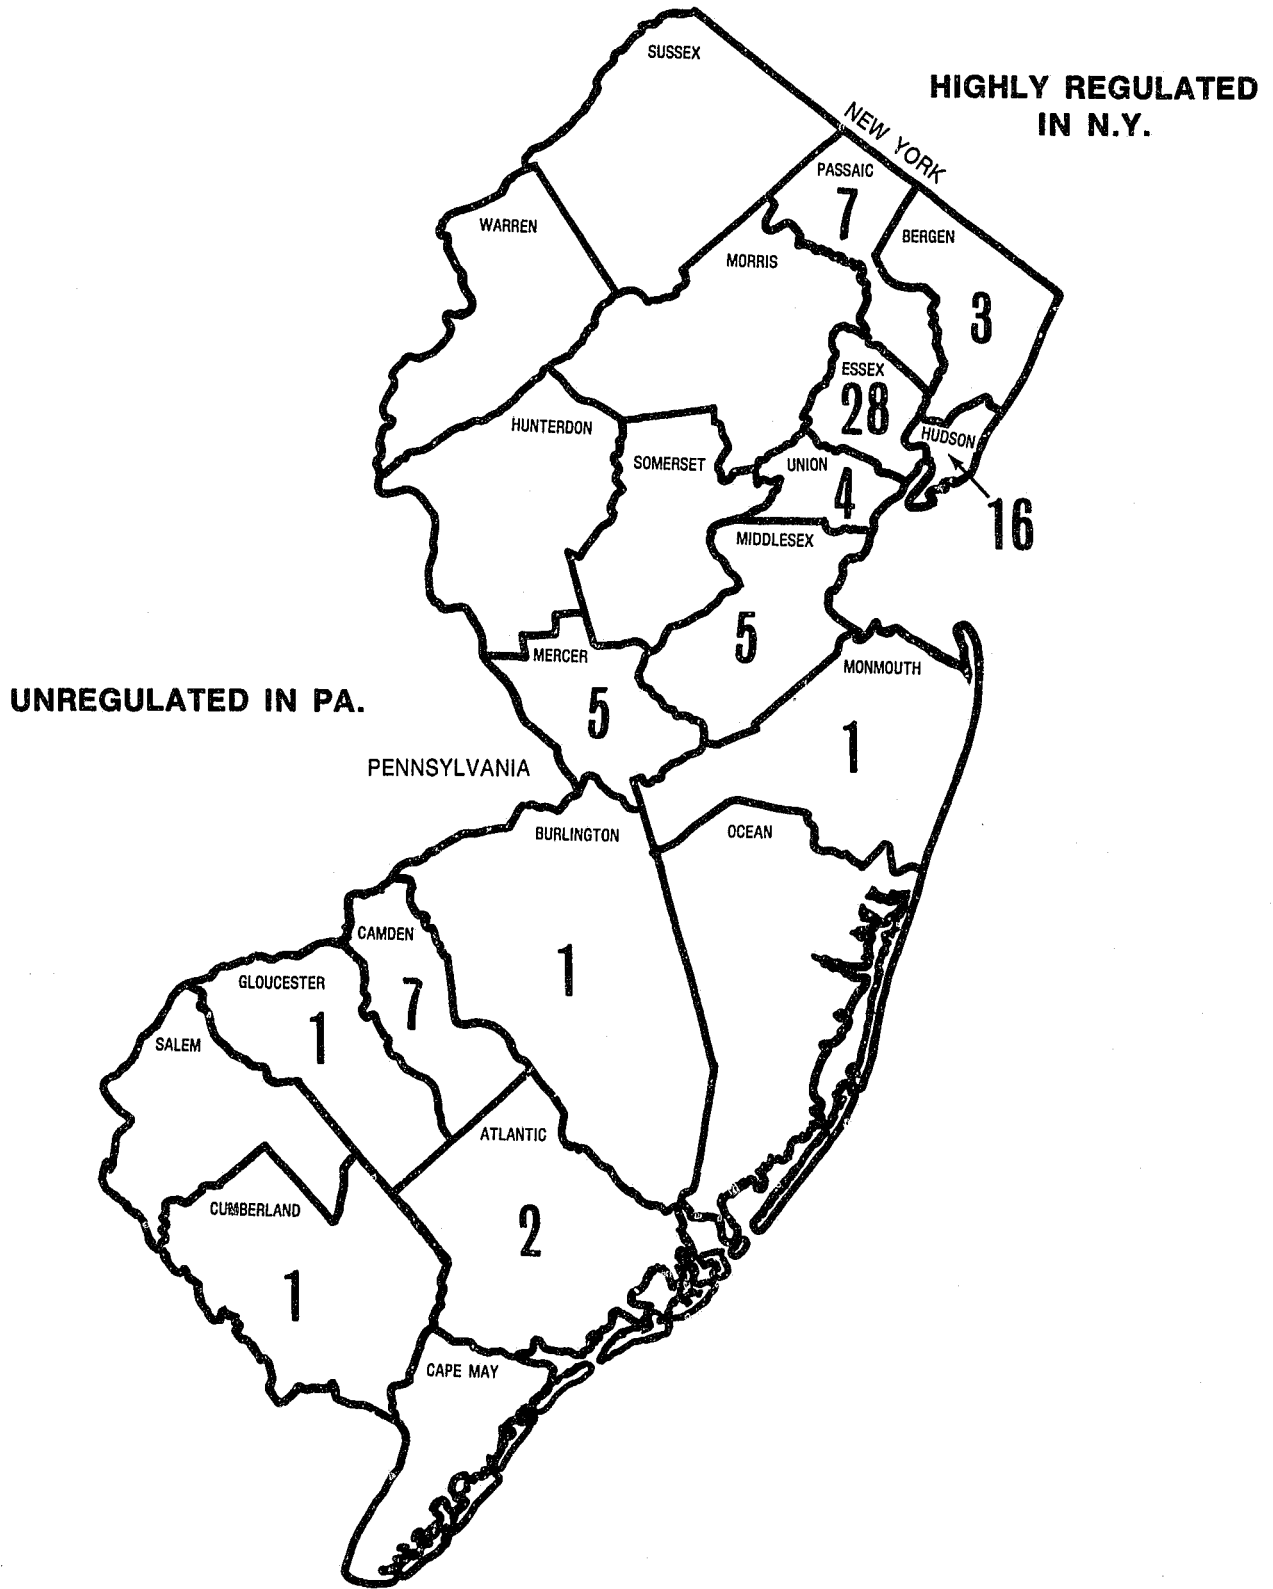 SUSSEX
HIGHLY REGULATED
IN N.Y.
NEW YORK
PASSAIC
7
WARREN
BERGEN
MORRIS
3
ESSEX
28
HUNTERDON
HUDSON
SOMERSET
UNION
4
16
MIDDLESEX
5
MERCER
MONMOUTH
UNREGULATED IN PA.
5
1
PENNSYLVANIA
BURLINGTON
OCEAN
CAMDEN
1
GLOUCESTER
7
1
SALEM
ATLANTIC
CUMBERLAND
2
1
CAPE MAY